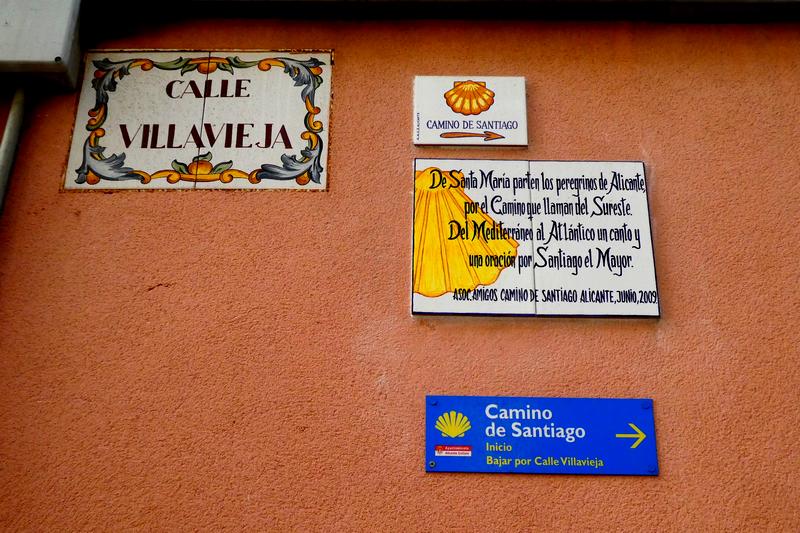 CALLE
VILLAVIEJA
CAMINO DE SANTIAGO
De Santa María parten los peregrinos de Alicante,
por el Camino que llaman del Sureste.
Del Mediterráneo al Atlántico un canto y
una oración por Santiago el Mayor.
ASOC. AMIGOS CAMINO DE SANTIAGO ALICANTE, JUNIO, 2009
Camino
de Santiago
Inicio
Bajar por Calle Villavieja
Ayuntamiento